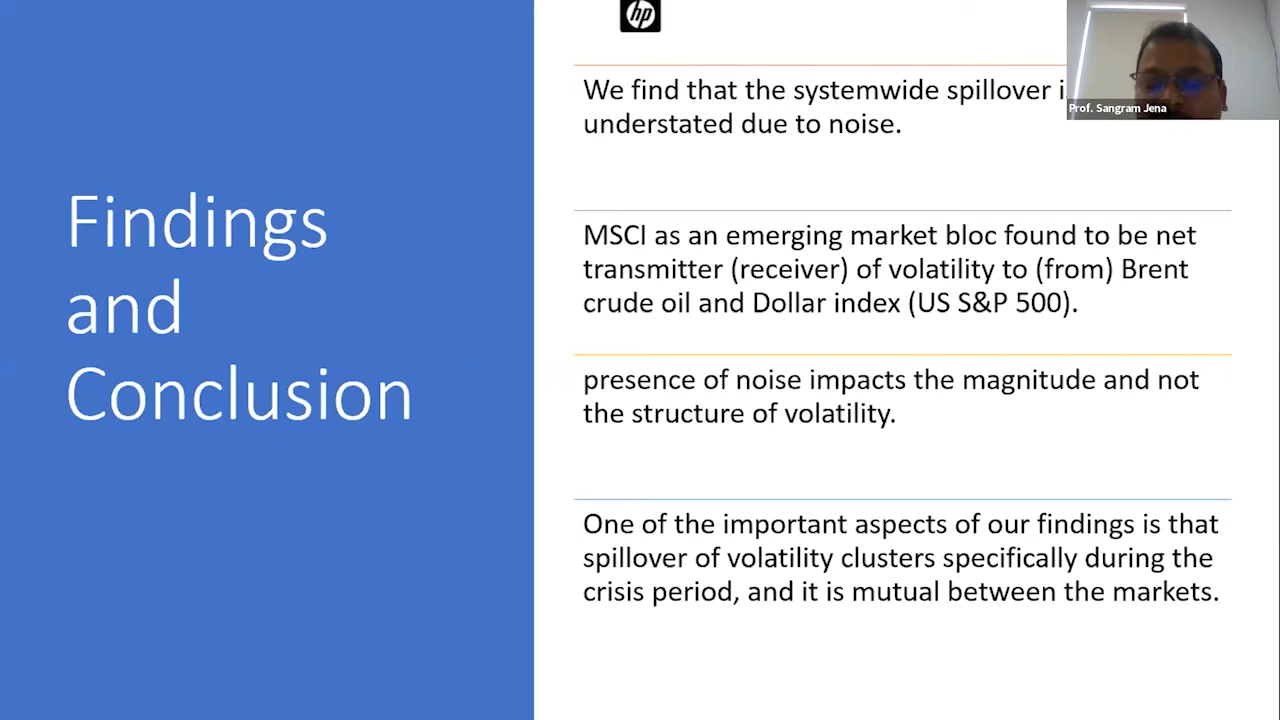 hp
Findings
and
Conclusion
We find that the systemwide spillover
understated due to noise.
MSCI as an emerging market bloc found to be net
transmitter (receiver) of volatility to (from) Brent
crude oil and Dollar index (US S&P 500).
presence of noise impacts the magnitude and not
the structure of volatility.
One of the important aspects of our findings is that
spillover of volatility clusters specifically during the
crisis period, and it is mutual between the markets.
Prof. Sangram Jena